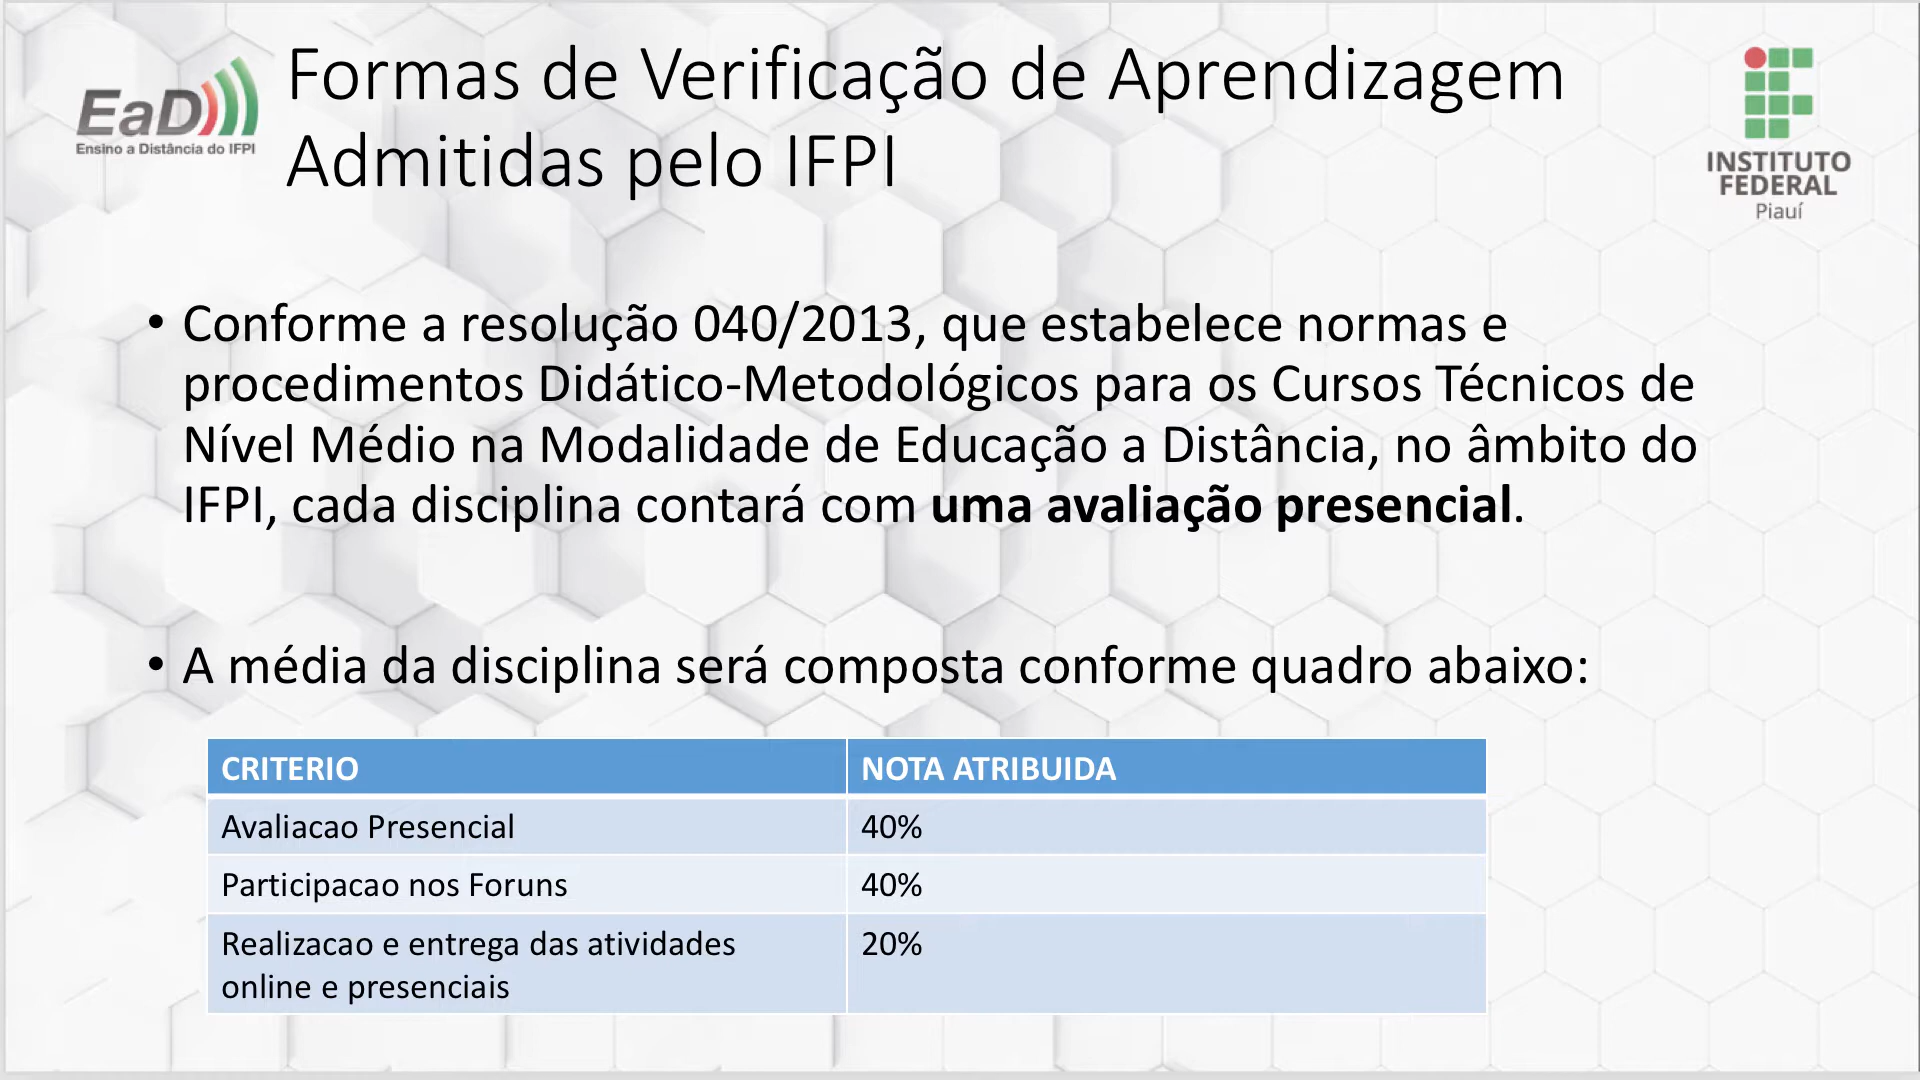 EaD
Ensino a Distância do IFPI
Formas de Verificação de Aprendizagem
Admitidas pelo IFPI
INSTITUTO
FEDERAL
Piauí
• Conforme a resolução 040/2013, que estabelece normas e
procedimentos Didático-Metodológicos para os Cursos Técnicos de
Nível Médio na Modalidade de Educação a Distância, no âmbito do
IFPI, cada disciplina contará com uma avaliação presencial.
• A média da disciplina será composta conforme quadro abaixo:
CRITERIO NOTA ATRIBUIDA
Avaliacao Presencial 40%
Participacao nos Foruns 40%
Realizacao e entrega das atividades 20%
online e presenciais